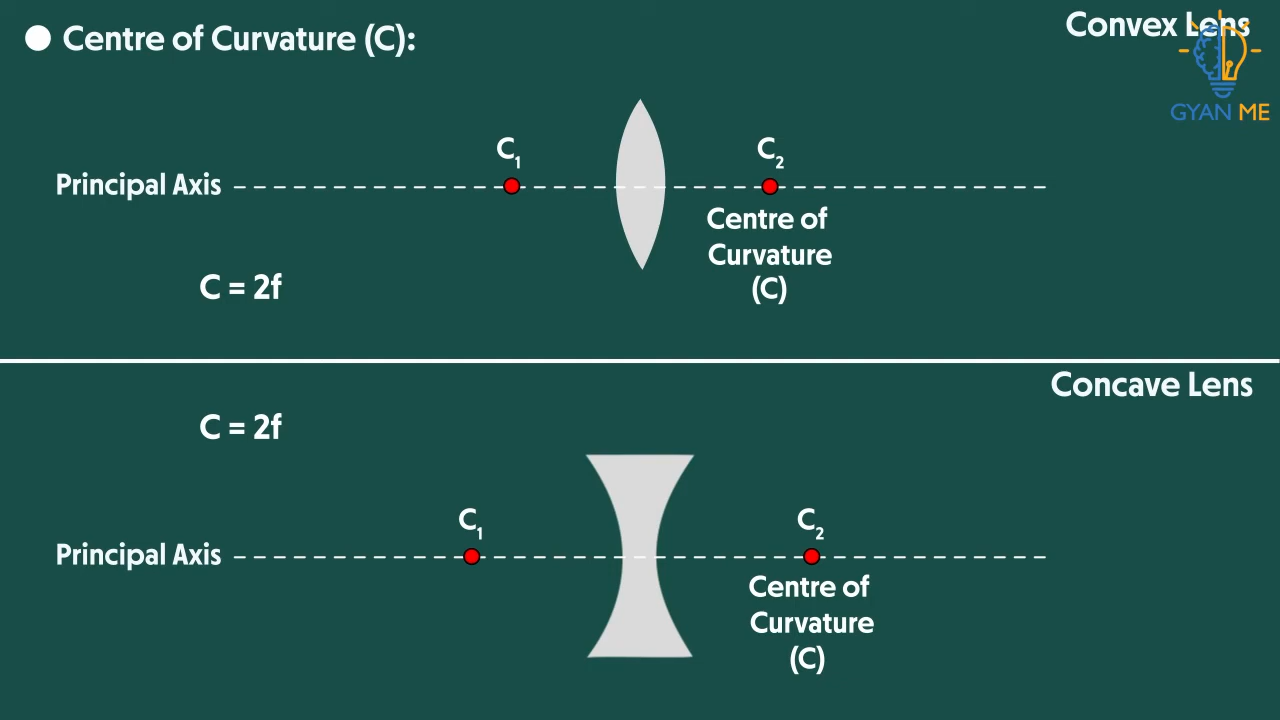 Centre of Curvature (C):
Convex Lens
GYAN ME
C₁
C₂
Principal Axis
Centre of
Curvature
(C)
C = 2f
Concave Lens
C = 2f
C₁
C₂
Principal Axis
Centre of
Curvature
(C)